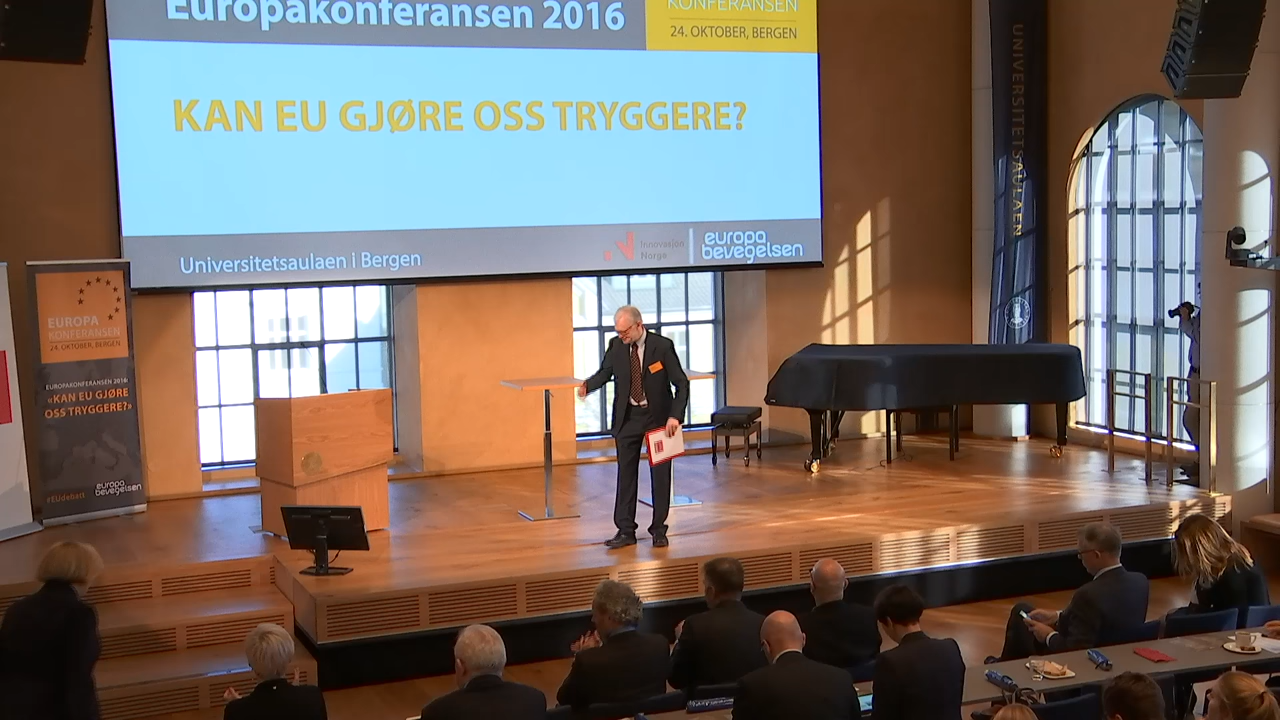 Europakonferansen 2016
KONFERANSEN
24. OKTOBER, BERGEN
KAN EU GJØRE OSS TRYGGERE?
Universitetsaulaen i Bergen
Innovasjon
Norge
europa
bevegelsen
UNIVERSITETSAULAEN
EUROPA
KONFERANSEN
24. OKTOBER, BERGEN
EUROPAKONFERANSEN 2016:
«KAN EU GJØRE
OSS TRYGGERE?»
#EUdebatt
europa
bevegelsen